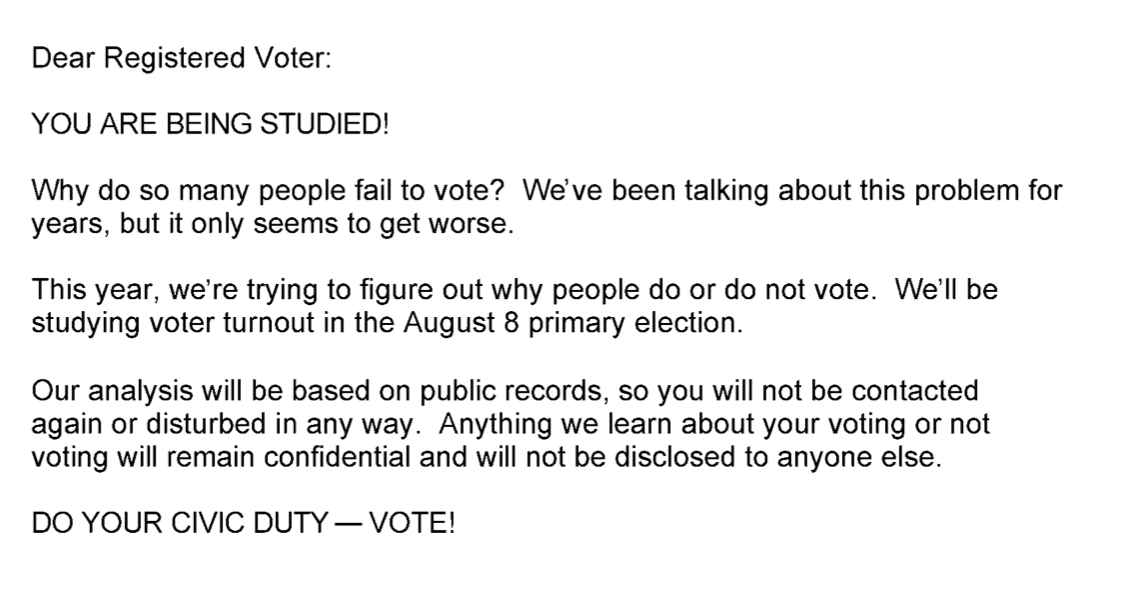 Dear Registered Voter:
YOU ARE BEING STUDIED!
Why do so many people fail to vote?  We've been talking about this problem for
years, but it only seems to get worse.
This year, we're trying to figure out why people do or do not vote.  We'll be
studying voter turnout in the August 8 primary election.
Our analysis will be based on public records, so you will not be contacted
again or disturbed in any way.  Anything we learn about your voting or not
voting will remain confidential and will not be disclosed to anyone else.
DO YOUR CIVIC DUTY — VOTE!